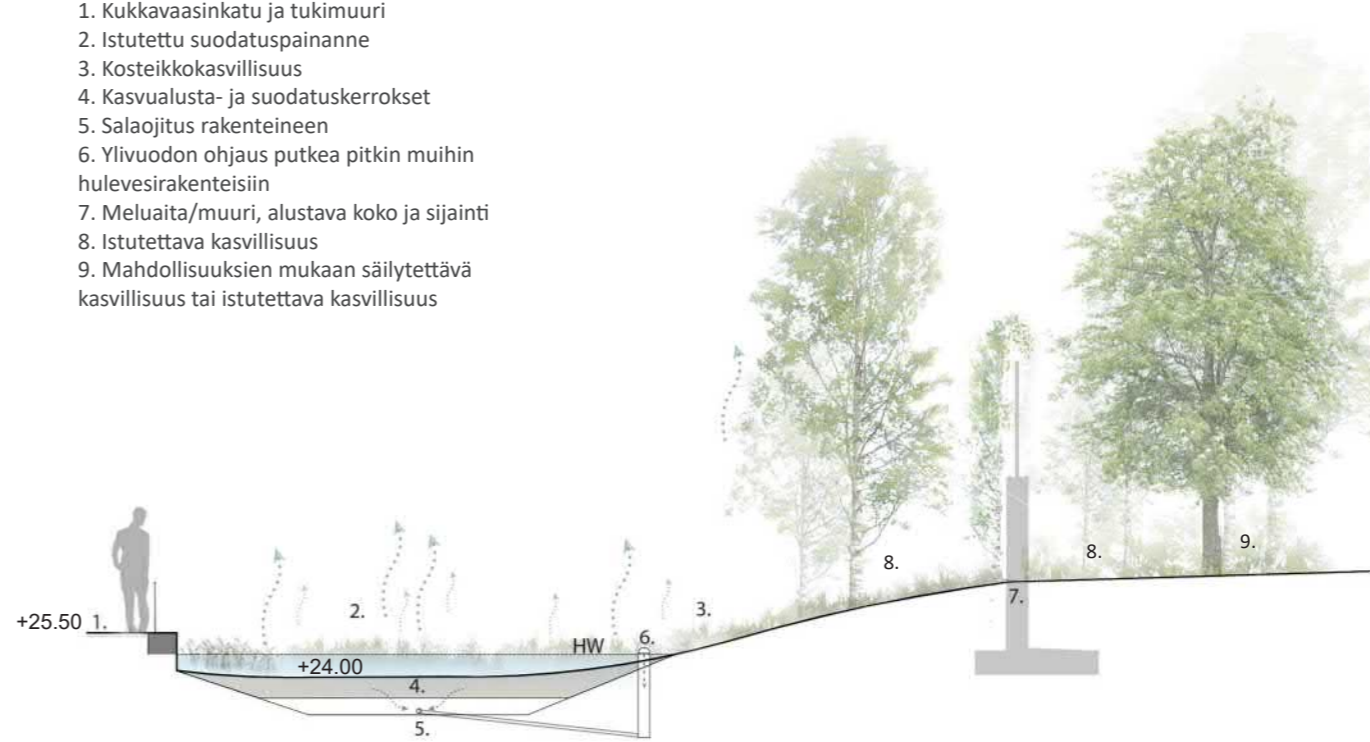 1. Kukkavaasinkatu ja tukimuuri
2. Istutettu suodatuspainanne
3. Kosteikkokasvillisuus
4. Kasvualusta- ja suodatuskerrokset
5. Salaojitus rakenteineen
6. Ylivuodon ohjaus putkea pitkin muihin
hulevesirakenteisiin
7. Meluaita/muuri, alustava koko ja sijainti
8. Istutettava kasvillisuus
9. Mahdollisuuksien mukaan säilytettävä
kasvillisuus tai istutettava kasvillisuus
8.
8.
9.
7.
+25.50 1.
2.
3.
HW
6.
+24.00
4.
5.